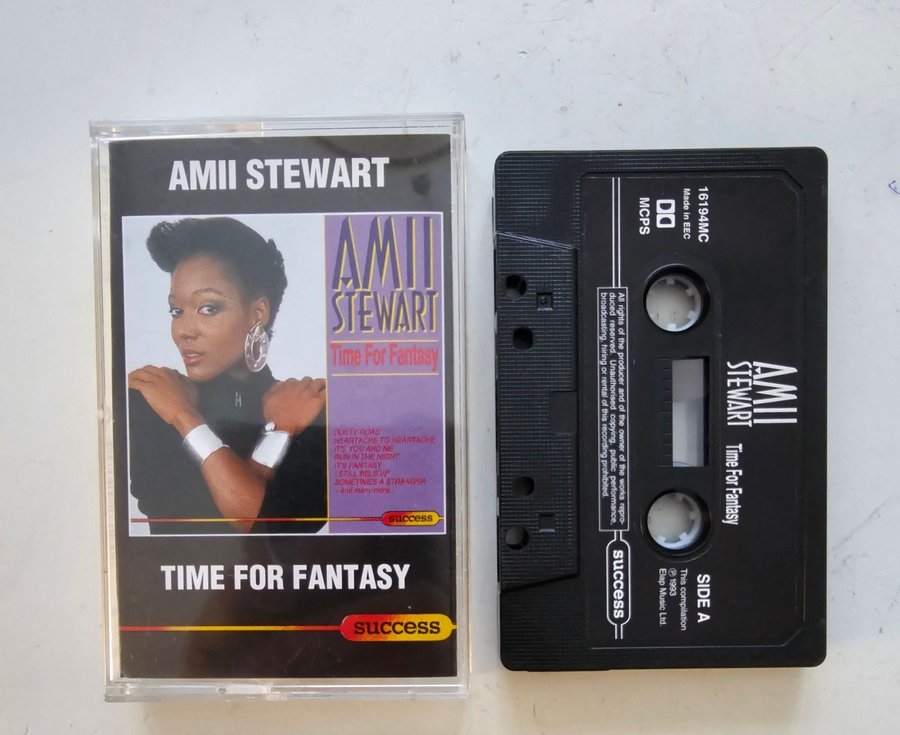 AMII STEWART
AMII
STEWART
Time For Fantasy
DUSTY ROAD
HEARTACHE TO HEARTACHE
IT'S YOU AND ME
RUN IN THE NIGHT
IT'S FANTASY
I STILL BELIEVE
SOMETIMES A STRANGER
- and many more...
success
TIME FOR FANTASY
success
16194MC
Made in EEC
MCPS
AMII
STEWART
Time For Fantasy
All rights of the producer and of the owner of the works repro-
duced reserved. Unauthorised copying, public performance,
broadcasting, hiring or rental of this recording prohibited.
SIDE A
This compilation
℗ 1993
Elap Music Ltd.
success